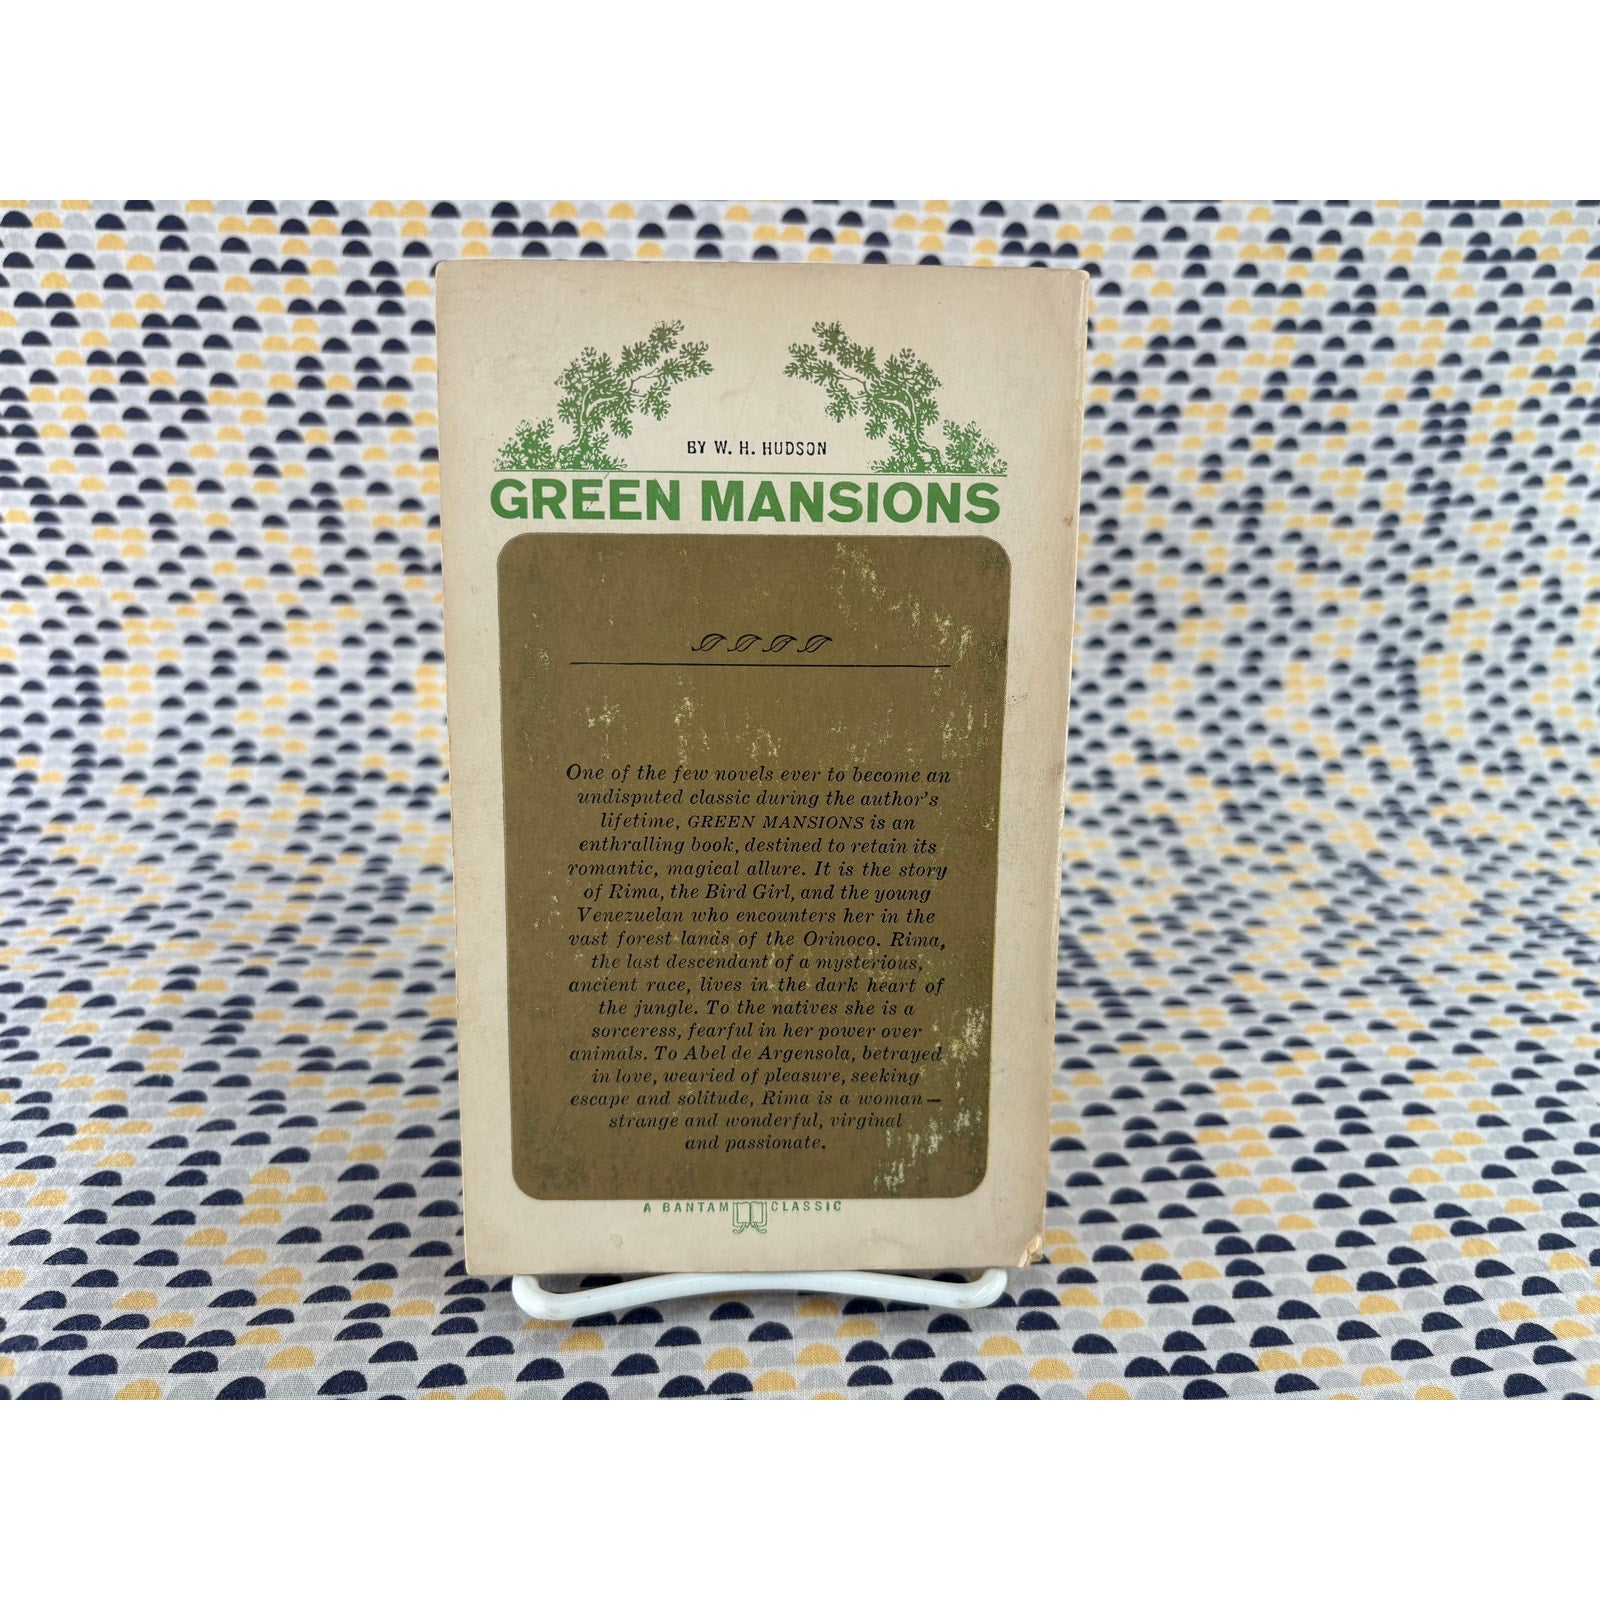 BY W. H. HUDSON
GREEN MANSIONS
One of the few novels ever to become an
undisputed classic during the author's
lifetime, GREEN MANSIONS is an
enthralling book, destined to retain its
romantic, magical allure. It is the story
of Rima, the Bird Girl, and the young
Venezuelan who encounters her in the
vast forest lands of the Orinoco. Rima,
the last descendant of a mysterious,
ancient race, lives in the dark heart of
the jungle. To the natives she is a
sorceress, fearful in her power over
animals. To Abel de Argensola, betrayed
in love, wearied of pleasure, seeking
escape and solitude, Rima is a woman—
strange and wonderful, virginal
and passionate.
A BANTAM CLASSIC